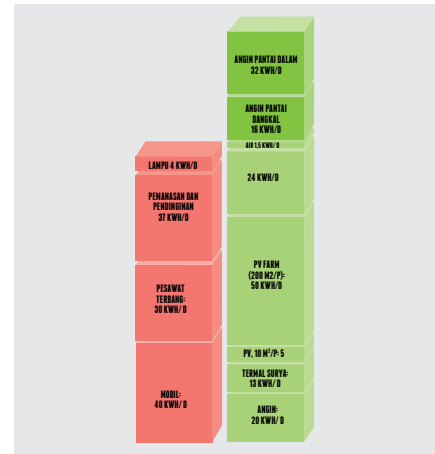 ANGIN PANTAI DALAM
32 KWH/D
ANGIN PANTAI
DANGKAL
16 KWH/D
AIR 1,5 KWH/D
24 KWH/D
PV FARM
(200 M2/P):
50 KWH/D
PV, 10 M²/P: 5
TERMAL SURYA:
13 KWH/D
ANGIN:
20 KWH/D
LAMPU 4 KWH/D
PEMANASAN DAN
PENDINGINAN
37 KWH/D
PESAWAT
TERBANG:
30 KWH/D
MOBIL:
40 KWH/D